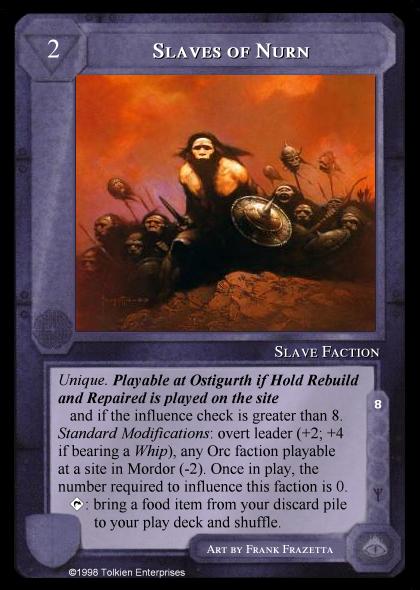 2
SLAVES OF NURN
SLAVE FACTION
Unique. Playable at Ostigurth if Hold Rebuild
and Repaired is played on the site
and if the influence check is greater than 8.
Standard Modifications: overt leader (+2; +4
if bearing a Whip), any Orc faction playable
at a site in Mordor (-2). Once in play, the
number required to influence this faction is 0.
: bring a food item from your discard pile
to your play deck and shuffle.
8
ART BY FRANK FRAZETTA
©1998 Tolkien Enterprises